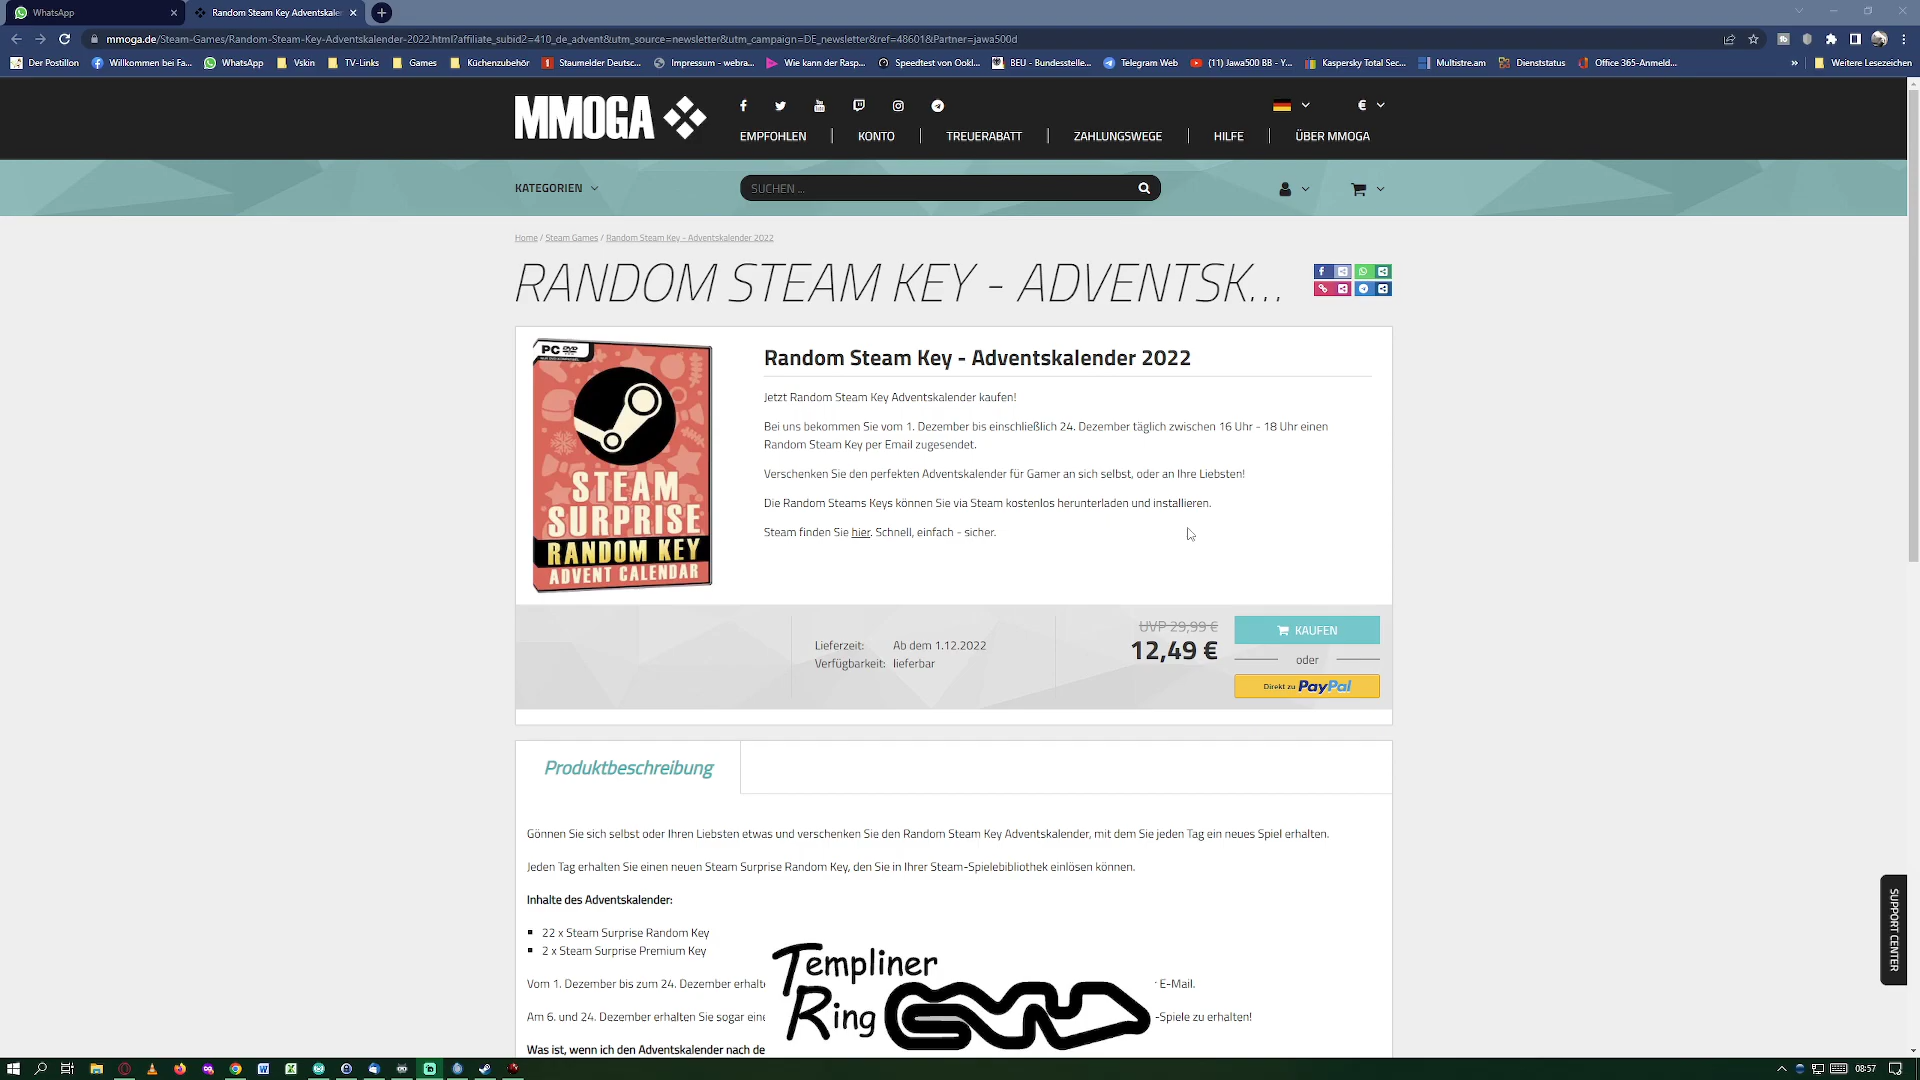 WhatsApp
Random Steam Key Adventskalen
mmoga.de/Steam-Games/Random-Steam-Key-Adventskalender-2022.html?affiliate_subid2=410_de_advent&utm_source=newsletter&utm_campaign=DE_newsletter&ref=48601&Partner=jawa500d
Der Postillon Willkommen bei Fa... WhatsApp Vskin TV-Links Games Küchenzubehör Staumelder Deutsc... Impressum - webra... Wie kann der Rasp... Speedtest von Ookl... BEU - Bundesstelle... Telegram Web (11) Jawa500 BB - Y... Kaspersky Total Sec... Multistre.am Dienststatus Office 365-Anmeld... » Weitere Lesezeichen
MMOGA
EMPFOHLEN | KONTO | TREUERABATT | ZAHLUNGSWEGE | HILFE | ÜBER MMOGA
€
KATEGORIEN
SUCHEN ...
Home / Steam Games / Random Steam Key - Adventskalender 2022
RANDOM STEAM KEY - ADVENTSK...
PC DVD
STEAM
SURPRISE
RANDOM KEY
ADVENT CALENDAR
Random Steam Key - Adventskalender 2022
Jetzt Random Steam Key Adventskalender kaufen!
Bei uns bekommen Sie vom 1. Dezember bis einschließlich 24. Dezember täglich zwischen 16 Uhr - 18 Uhr einen
Random Steam Key per Email zugesendet.
Verschenken Sie den perfekten Adventskalender für Gamer an sich selbst, oder an Ihre Liebsten!
Die Random Steams Keys können Sie via Steam kostenlos herunterladen und installieren.
Steam finden Sie hier. Schnell, einfach - sicher.
Lieferzeit: Ab dem 1.12.2022
Verfügbarkeit: lieferbar
UVP 29,99 €
12,49 €
KAUFEN
oder
Direkt zu PayPal
Produktbeschreibung
Gönnen Sie sich selbst oder Ihren Liebsten etwas und verschenken Sie den Random Steam Key Adventskalender, mit dem Sie jeden Tag ein neues Spiel erhalten.
Jeden Tag erhalten Sie einen neuen Steam Surprise Random Key, den Sie in Ihrer Steam-Spielebibliothek einlösen können.
Inhalte des Adventskalender:
22 x Steam Surprise Random Key
2 x Steam Surprise Premium Key
Vom 1. Dezember bis zum 24. Dezember erhalt E-Mail.
Am 6. und 24. Dezember erhalten Sie sogar eine -Spiele zu erhalten!
Was ist, wenn ich den Adventskalender nach de
Templiner
Ring
SUPPORT CENTER
08:57